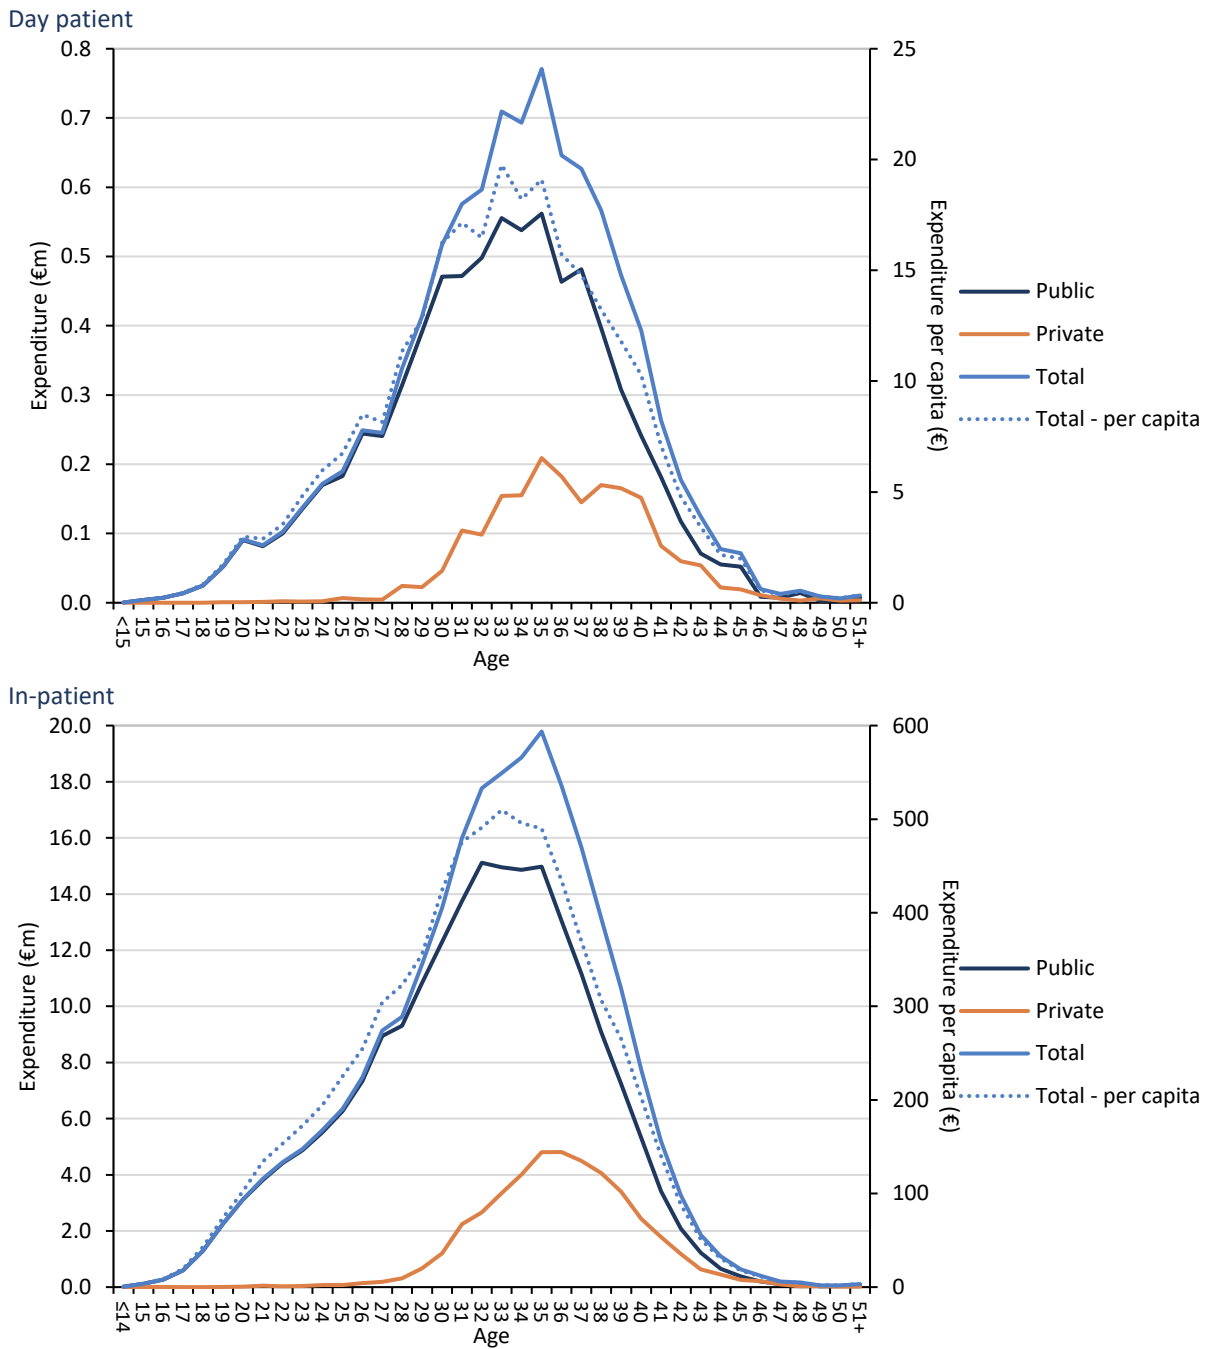 Day patient
0.8
0.7
0.6
0.5
0.4
0.3
0.2
0.1
0.0
Expenditure (€m)
25
20
15
10
5
0
Expenditure per capita (€)
<15 15 16 17 18 19 20 21 22 23 24 25 26 27 28 29 30 31 32 33 34 35 36 37 38 39 40 41 42 43 44 45 46 47 48 49 50 51+
Age
Public
Private
Total
Total - per capita
In-patient
20.0
18.0
16.0
14.0
12.0
10.0
8.0
6.0
4.0
2.0
0.0
Expenditure (€m)
600
500
400
300
200
100
0
Expenditure per capita (€)
≤14 15 16 17 18 19 20 21 22 23 24 25 26 27 28 29 30 31 32 33 34 35 36 37 38 39 40 41 42 43 44 45 46 47 48 49 50 51+
Age
Public
Private
Total
Total - per capita